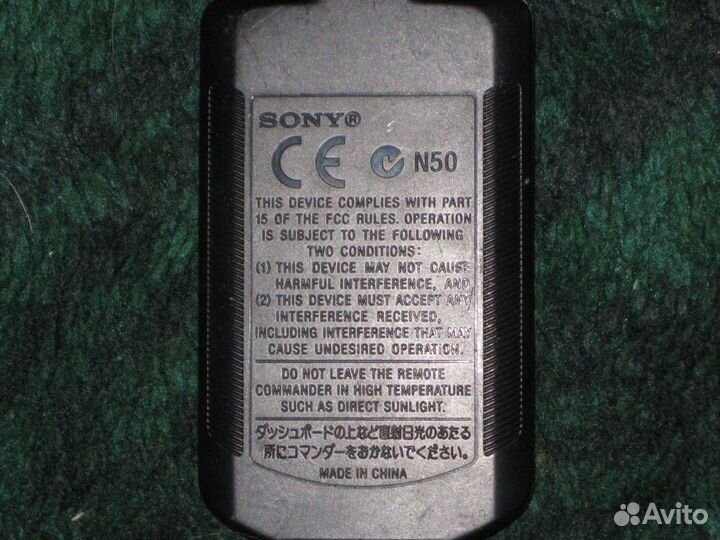 SONY®
CE N50
THIS DEVICE COMPLIES WITH PART
15 OF THE FCC RULES. OPERATION
IS SUBJECT TO THE FOLLOWING
TWO CONDITIONS:
(1) THIS DEVICE MAY NOT CAUSE
HARMFUL INTERFERENCE, AND
(2) THIS DEVICE MUST ACCEPT ANY
INTERFERENCE RECEIVED,
INCLUDING INTERFERENCE THAT MAY
CAUSE UNDESIRED OPERATION.
DO NOT LEAVE THE REMOTE
COMMANDER IN HIGH TEMPERATURE
SUCH AS DIRECT SUNLIGHT.
ダッシュボードの上など直射日光のあたる
所にコマンダーをおかないでください。
MADE IN CHINA
Avito